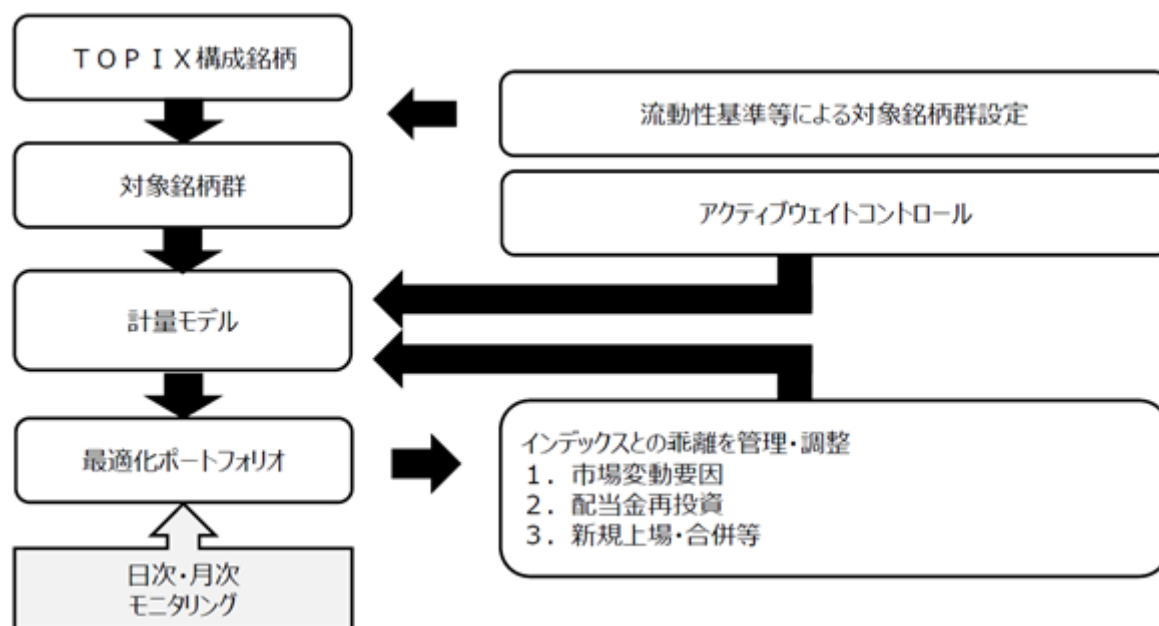 ＴＯＰＩＸ構成銘柄
流動性基準等による対象銘柄群設定
対象銘柄群
アクティブウェイトコントロール
計量モデル
最適化ポートフォリオ
インデックスとの乖離を管理・調整
１．市場変動要因
２．配当金再投資
３．新規上場・合併等
日次・月次
モニタリング